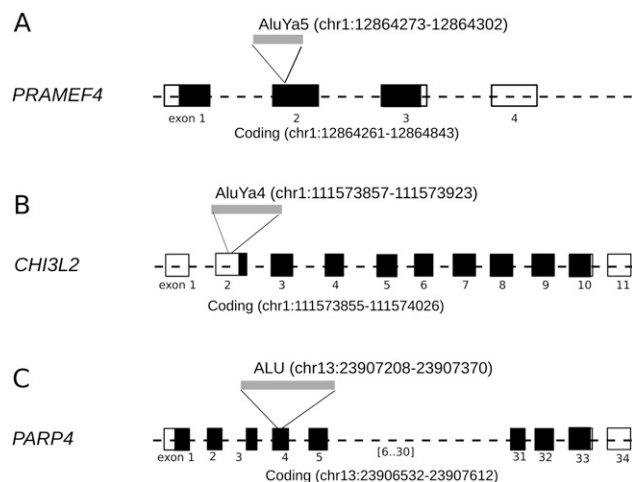 A
AluYa5 (chr1:12864273-12864302)
PRAMEF4
exon 1 2 3 4
Coding (chr1:12864261-12864843)
B
AluYa4 (chr1:111573857-111573923)
CHI3L2
exon 1 2 3 4 5 6 7 8 9 10 11
Coding (chr1:111573855-111574026)
C
ALU (chr13:23907208-23907370)
PARP4
[6..30]
exon 1 2 3 4 5 31 32 33 34
Coding (chr13:23906532-23907612)